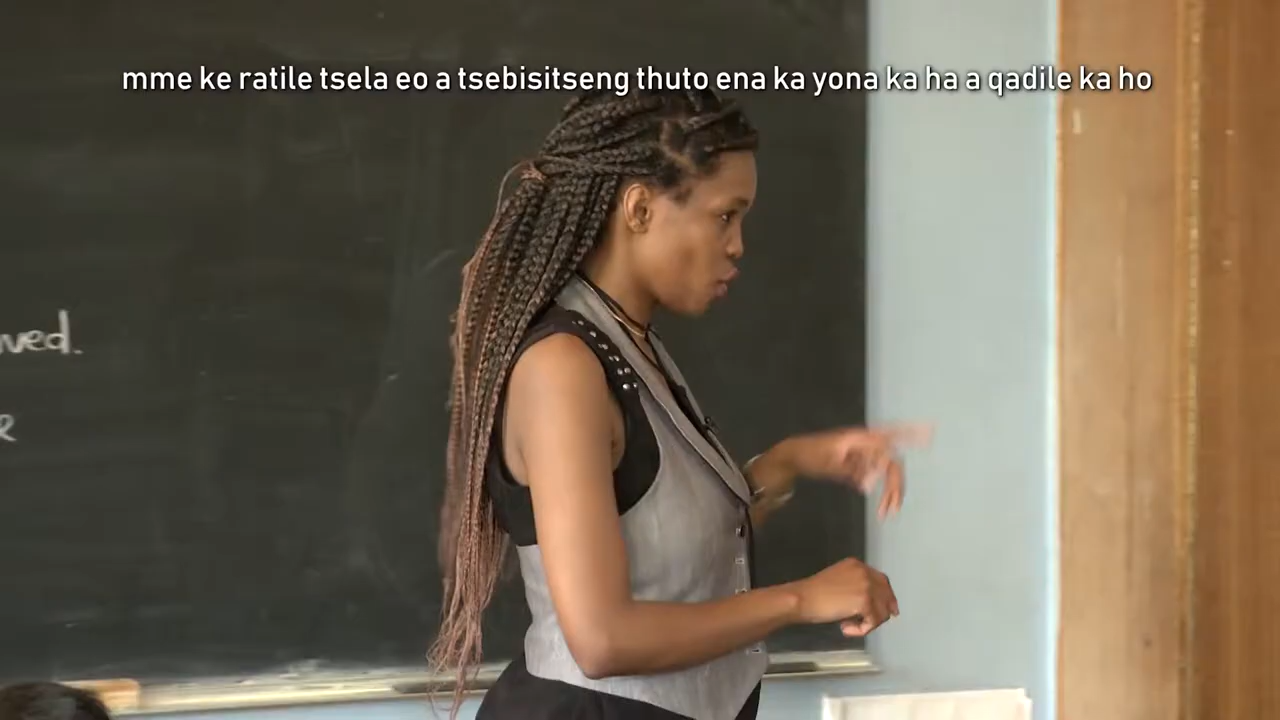 mme ke ratile tsela eo a tsebisitseng thuto ena ka yona ka ha a qadile ka ho